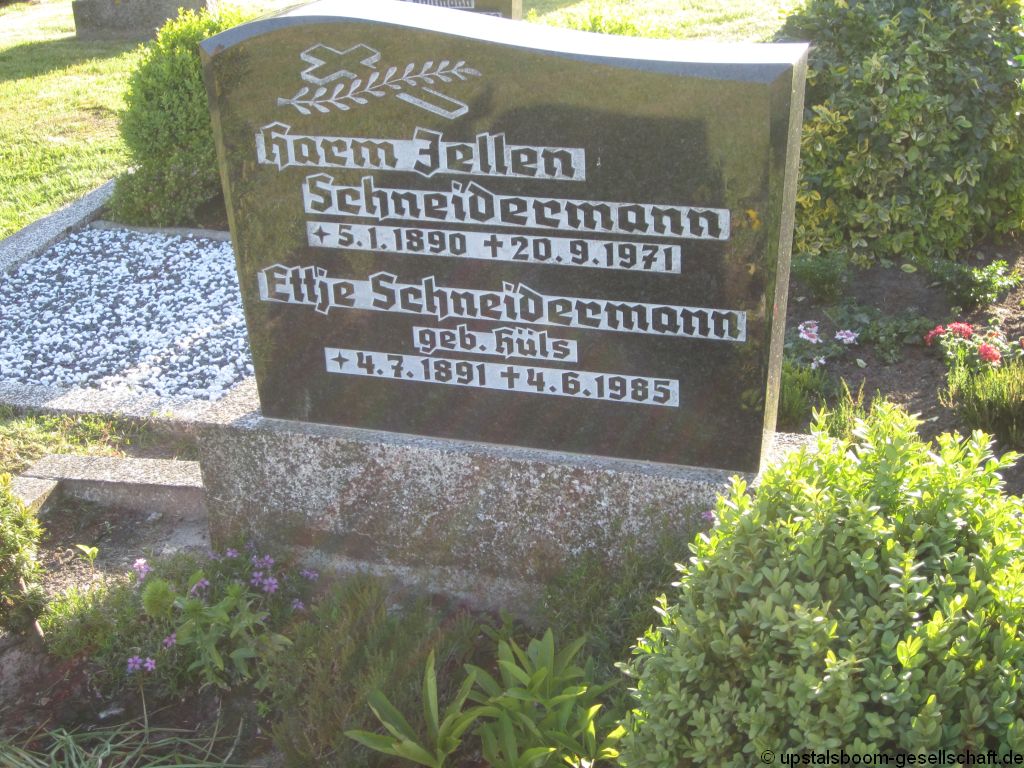 Harm Jellen
Schneidermann
✦5.1.1890 ✝20.9.1971
Ettje Schneidermann
geb. Hüls
✦4.7.1891 ✝4.6.1985
© upstalsboom-gesellschaft.de